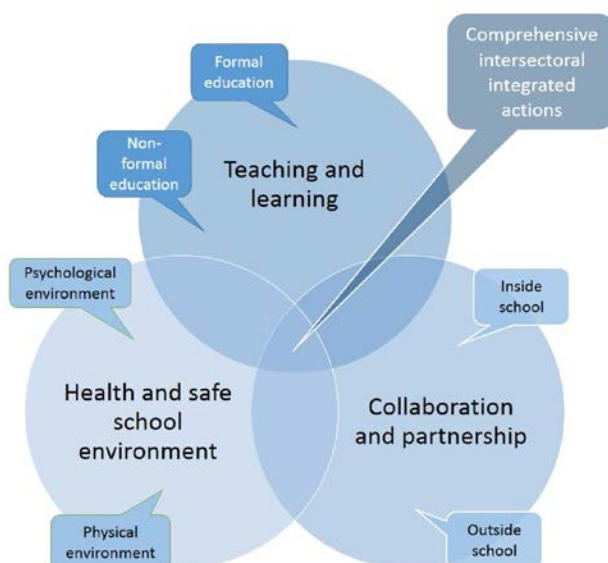 Comprehensive
intersectoral
integrated
actions
Formal
education
Non-
formal
education
Teaching and
learning
Psychological
environment
Inside
school
Health and safe
school
environment
Collaboration
and partnership
Physical
environment
Outside
school